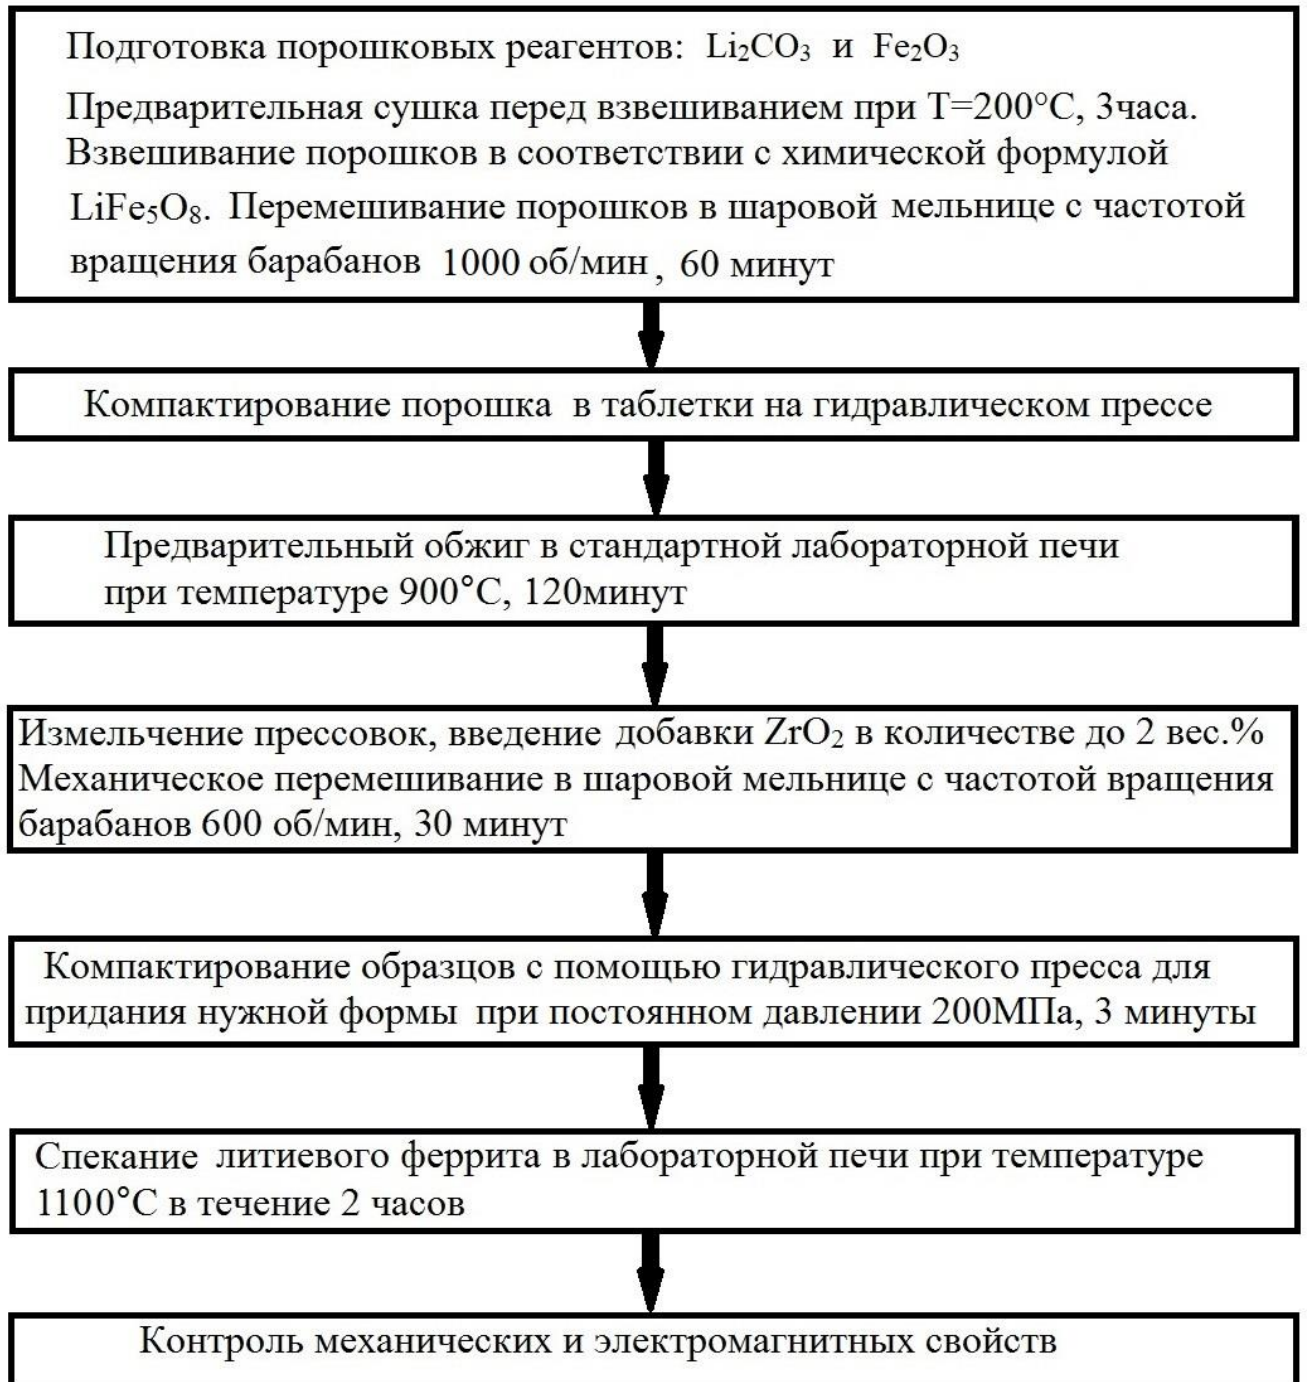 Подготовка порошковых реагентов: Li₂CO₃ и Fe₂O₃
Предварительная сушка перед взвешиванием при T=200°C, 3часа.
Взвешивание порошков в соответствии с химической формулой
LiFe₅O₈. Перемешивание порошков в шаровой мельнице с частотой
вращения барабанов 1000 об/мин , 60 минут
Компактирование порошка в таблетки на гидравлическом прессе
Предварительный обжиг в стандартной лабораторной печи
при температуре 900°C, 120минут
Измельчение прессовок, введение добавки ZrO₂ в количестве до 2 вес.%
Механическое перемешивание в шаровой мельнице с частотой вращения
барабанов 600 об/мин, 30 минут
Компактирование образцов с помощью гидравлического пресса для
придания нужной формы при постоянном давлении 200МПа, 3 минуты
Спекание литиевого феррита в лабораторной печи при температуре
1100°C в течение 2 часов
Контроль механических и электромагнитных свойств